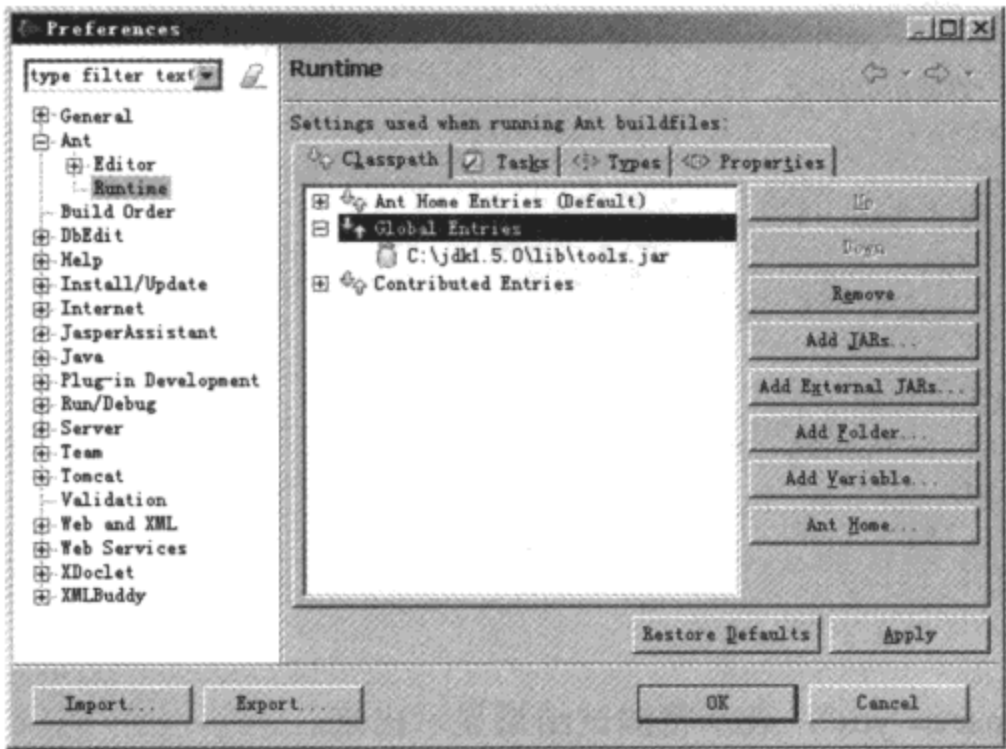 Preferences
type filter tex
General
Ant
Editor
Runtime
Build Order
DbEdit
Help
Install/Update
Internet
JasperAssistant
Java
Plug-in Development
Run/Debug
Server
Team
Tomcat
Validation
Web and XML
Web Services
XDoclet
XMLBuddy
Runtime
Settings used when running Ant buildfiles:
Classpath Tasks Types Properties
Ant Home Entries (Default)
Global Entries
C:\jdk1.5.0\lib\tools.jar
Contributed Entries
Up
Down
Remove
Add JARs...
Add External JARs...
Add Folder...
Add Variable...
Ant Home...
Restore Defaults Apply
Import... Export... OK Cancel